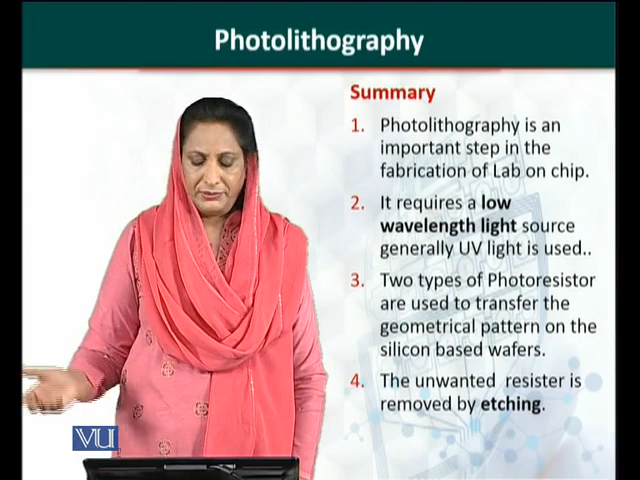 Photolithography
Summary
1. Photolithography is an
important step in the
fabrication of Lab on chip.
2. It requires a low
wavelength light source
generally UV light is used..
3. Two types of Photoresistor
are used to transfer the
geometrical pattern on the
silicon based wafers.
4. The unwanted resister is
removed by etching.
VU